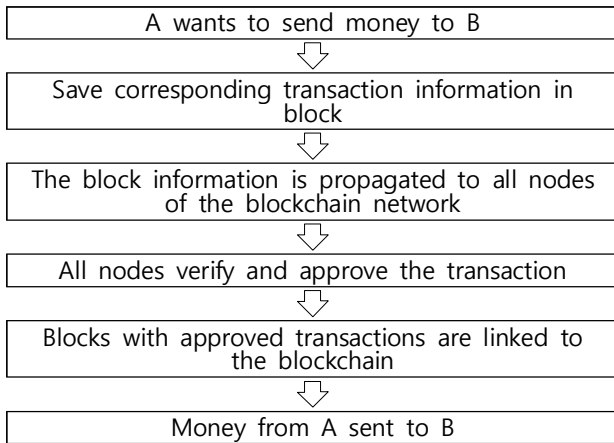 A wants to send money to B
Save corresponding transaction information in
block
The block information is propagated to all nodes
of the blockchain network
All nodes verify and approve the transaction
Blocks with approved transactions are linked to
the blockchain
Money from A sent to B